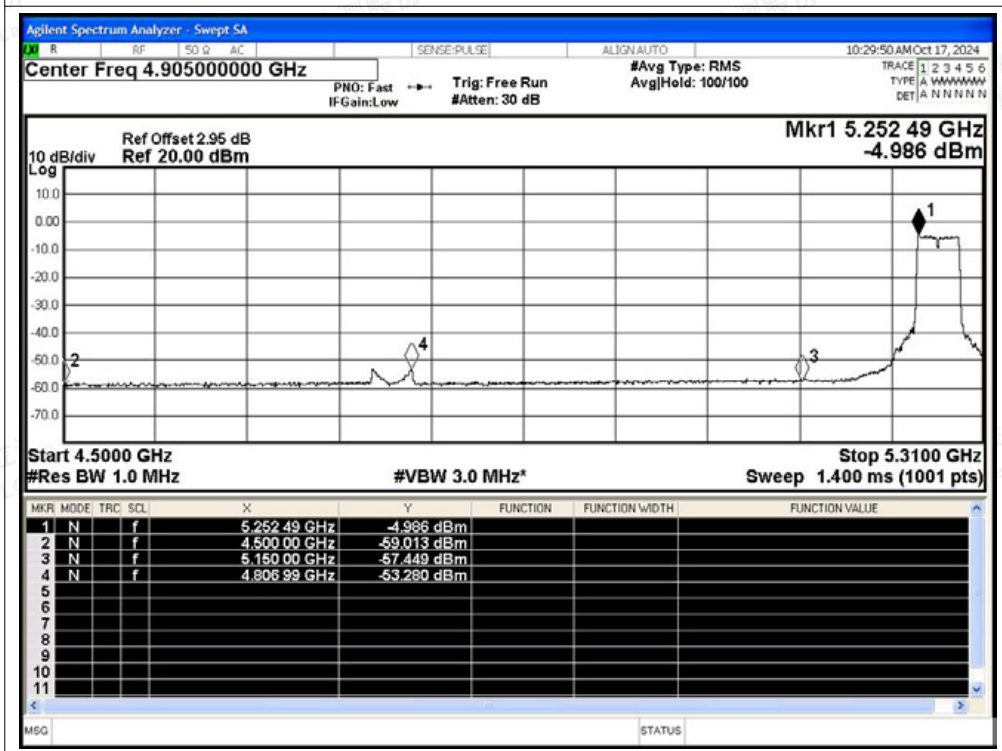 Agilent Spectrum Analyzer - Swept SA
LXI R RF 50 Ω AC SENSE:PULSE ALIGN AUTO 10:29:50 AM Oct 17, 2024
Center Freq 4.905000000 GHz
PNO: Fast
IFGain:Low
Trig: Free Run
#Atten: 30 dB
#Avg Type: RMS
Avg|Hold: 100/100
TRACE 1 2 3 4 5 6
TYPE A WWWWW
DET A N N N N N
Mkr1 5.252 49 GHz
-4.986 dBm
Ref Offset 2.95 dB
10 dB/div Ref 20.00 dBm
Log
10.0
0.00
-10.0
-20.0
-30.0
-40.0
-50.0
-60.0
-70.0
1
2
3
4
Start 4.5000 GHz Stop 5.3100 GHz
#Res BW 1.0 MHz #VBW 3.0 MHz* Sweep 1.400 ms (1001 pts)
MKR MODE TRC SCL X Y FUNCTION FUNCTION WIDTH FUNCTION VALUE
1 N f 5.252 49 GHz -4.986 dBm
2 N f 4.500 00 GHz -59.013 dBm
3 N f 5.150 00 GHz -57.449 dBm
4 N f 4.806 99 GHz -53.280 dBm
5
6
7
8
9
10
11
MSG STATUS